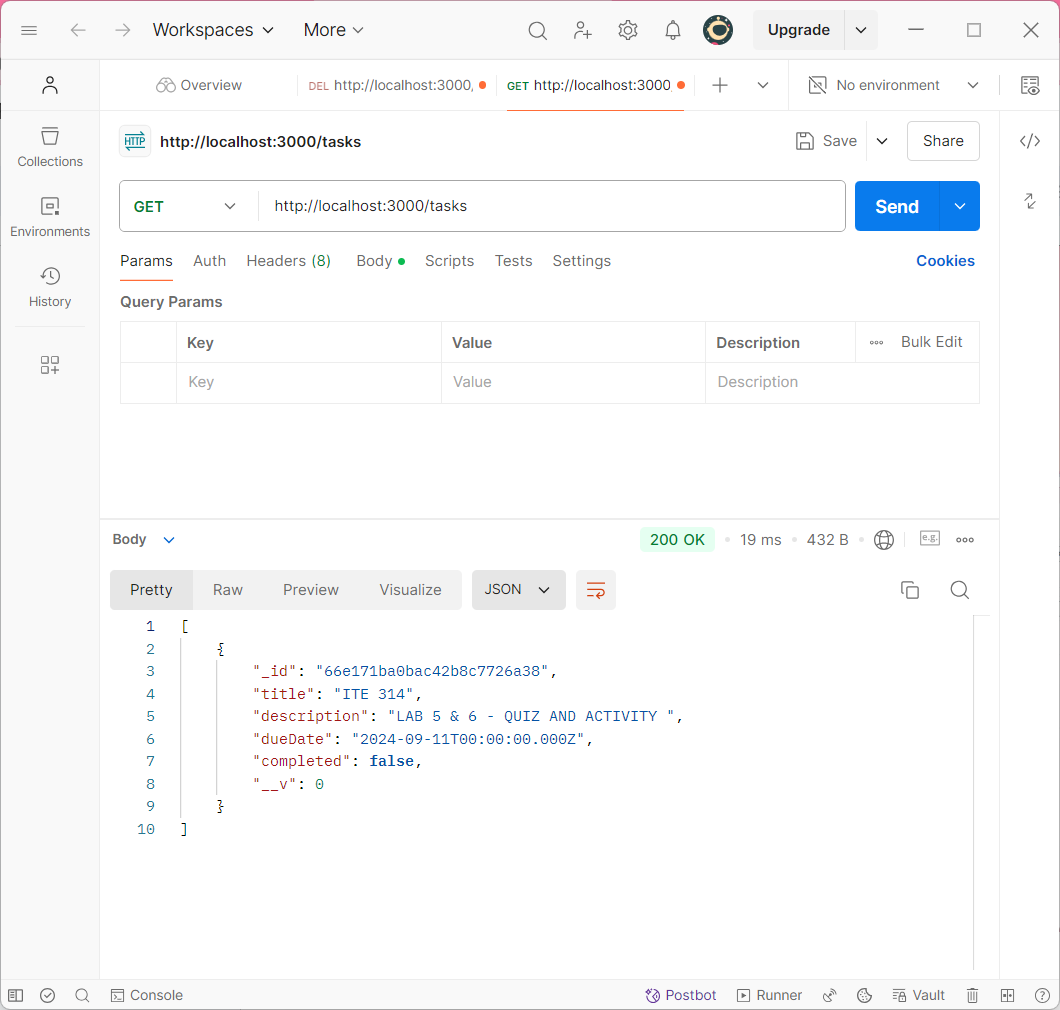 Workspaces More Upgrade
Overview DEL http://localhost:3000, GET http://localhost:3000 No environment
HTTP http://localhost:3000/tasks Save Share
Collections
Environments
History
GET http://localhost:3000/tasks Send
Params Auth Headers (8) Body Scripts Tests Settings Cookies
Query Params
Key Value Description Bulk Edit
Key Value Description
Body 200 OK 19 ms 432 B e.g.
Pretty Raw Preview Visualize JSON
1 [
2 {
3 "_id": "66e171ba0bac42b8c7726a38",
4 "title": "ITE 314",
5 "description": "LAB 5 & 6 - QUIZ AND ACTIVITY ",
6 "dueDate": "2024-09-11T00:00:00.000Z",
7 "completed": false,
8 "__v": 0
9 }
10 ]
Console Postbot Runner Vault